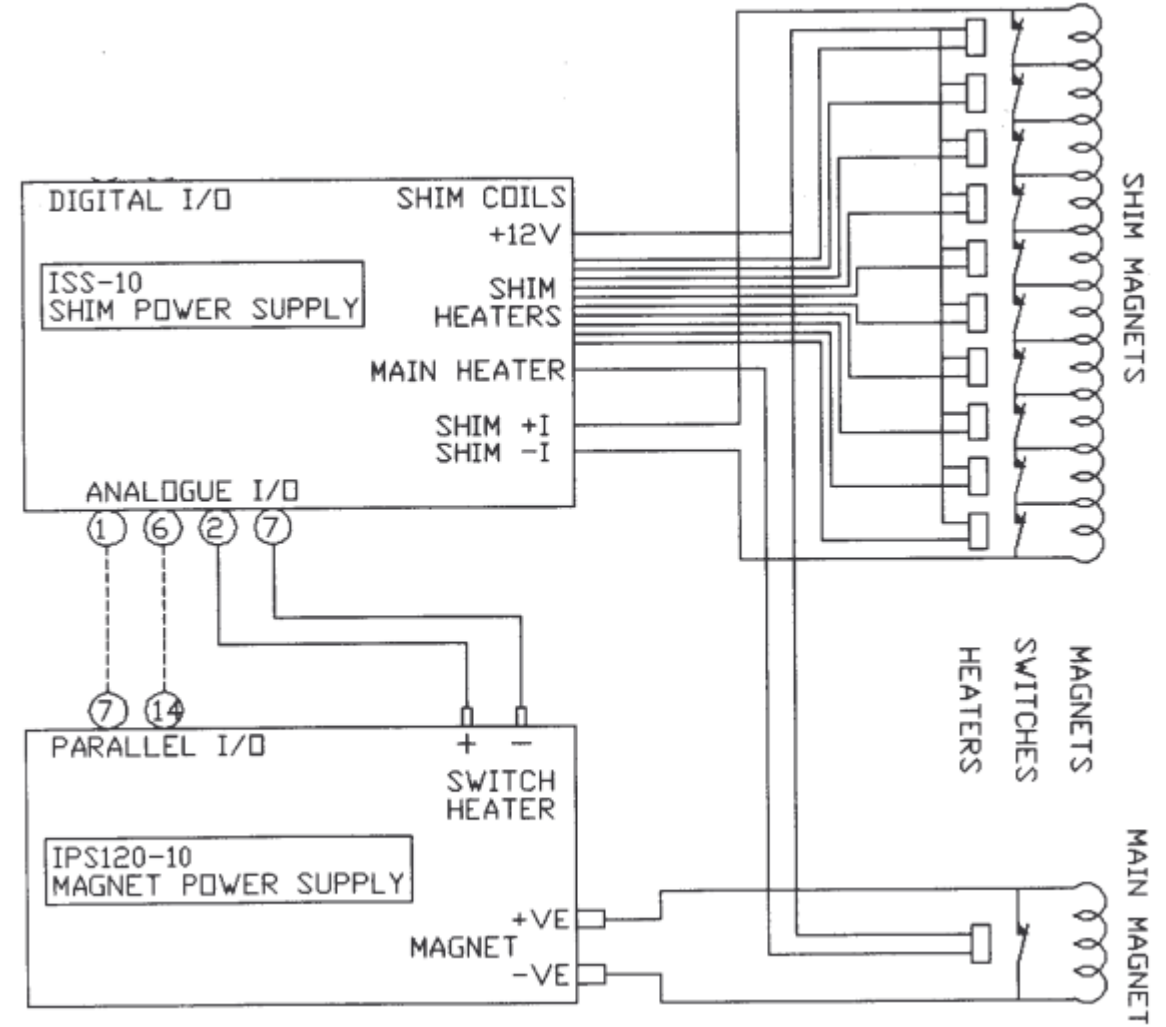 DIGITAL I/O
SHIM COILS
+12V
ISS-10
SHIM POWER SUPPLY
SHIM
HEATERS
MAIN HEATER
SHIM +I
SHIM -I
ANALOGUE I/O
1
6
2
7
SHIM MAGNETS
7
14
PARALLEL I/O
+
-
SWITCH
HEATER
IPS120-10
MAGNET POWER SUPPLY
+VE
MAGNET
-VE
HEATERS
SWITCHES
MAGNETS
MAIN MAGNET